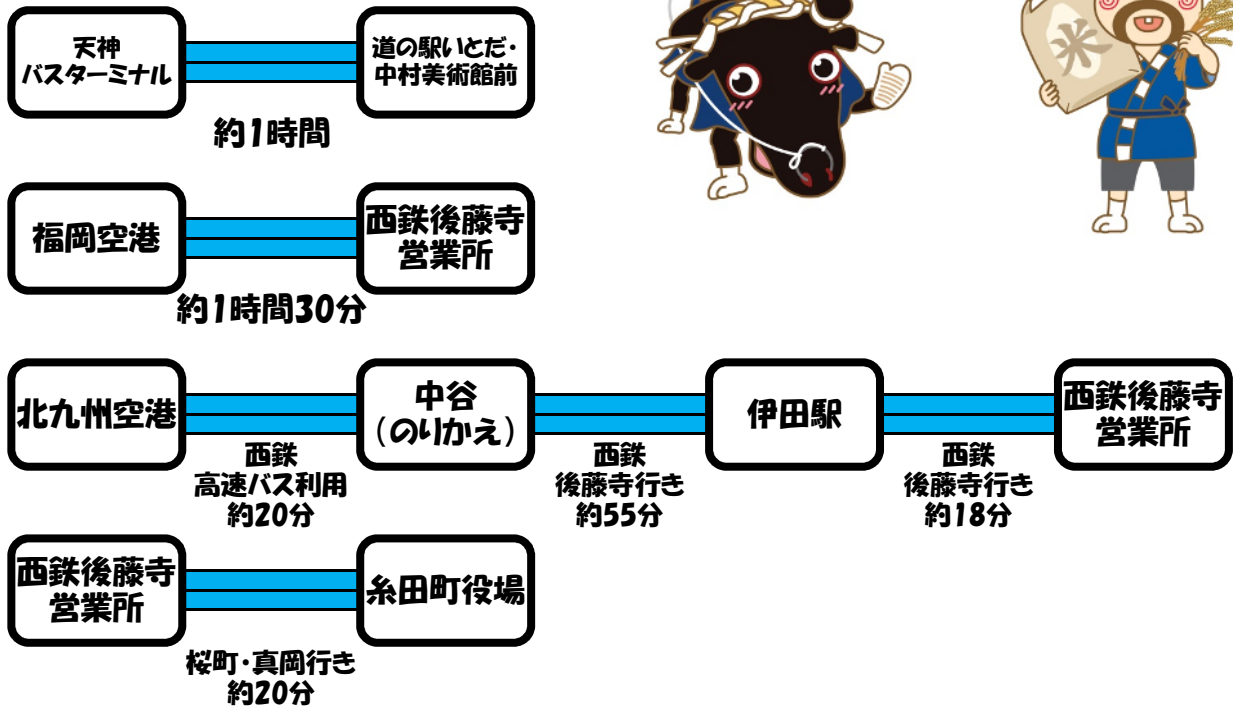 天神
バスターミナル
道の駅いとだ・
中村美術館前
約1時間
米
福岡空港
西鉄後藤寺
営業所
約1時間30分
北九州空港
中谷
(のりかえ)
伊田駅
西鉄後藤寺
営業所
西鉄
高速バス利用
約20分
西鉄
後藤寺行き
約55分
西鉄
後藤寺行き
約18分
西鉄後藤寺
営業所
糸田町役場
桜町・真岡行き
約20分